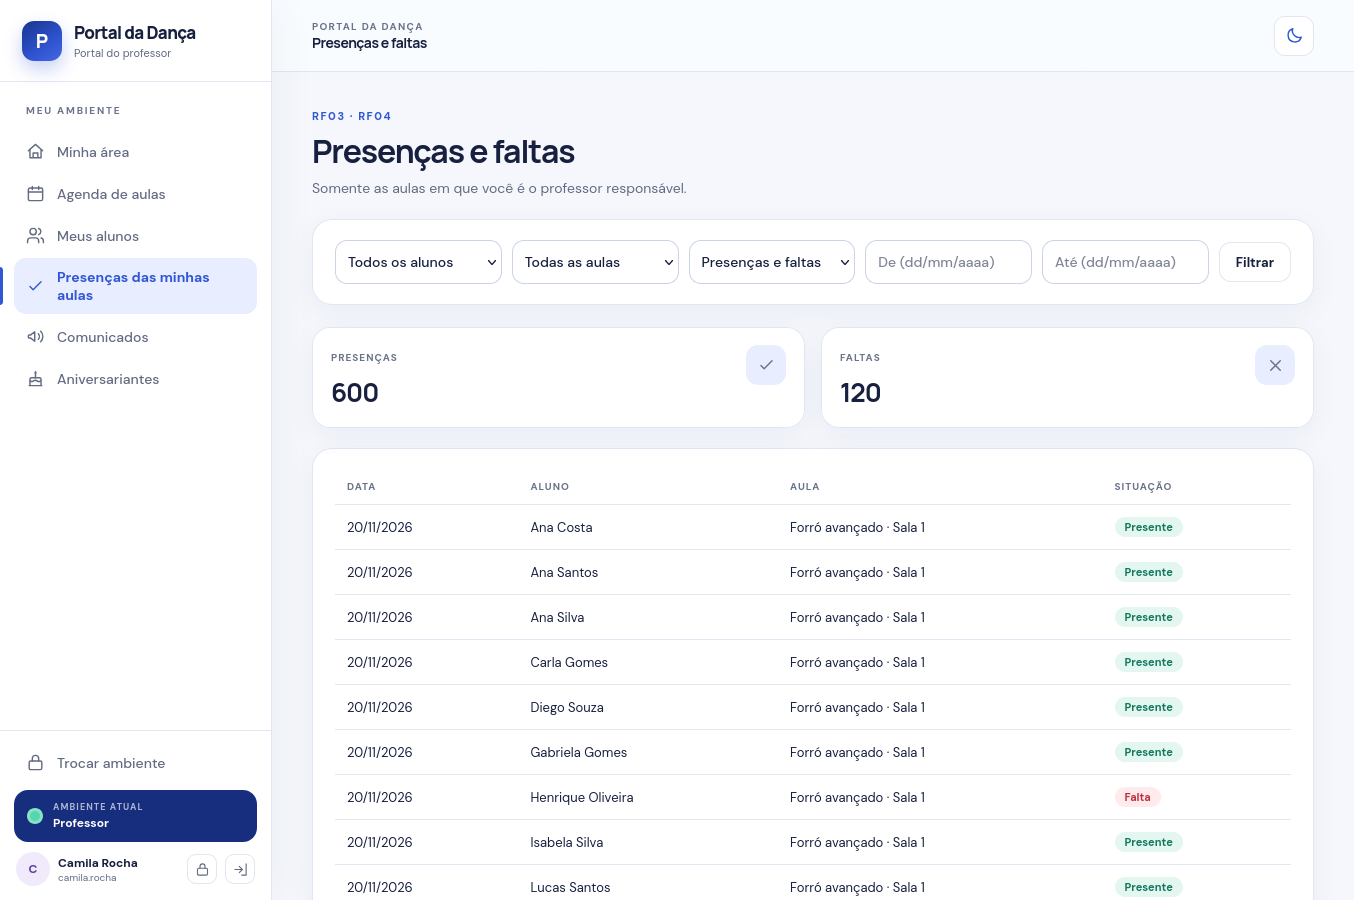 P
Portal da Dança
Portal do professor
MEU AMBIENTE
Minha área
Agenda de aulas
Meus alunos
Presenças das minhas
aulas
Comunicados
Aniversariantes
Trocar ambiente
AMBIENTE ATUAL
Professor
C
Camila Rocha
camila.rocha
PORTAL DA DANÇA
Presenças e faltas
RF03 · RF04
Presenças e faltas
Somente as aulas em que você é o professor responsável.
Todos os alunos
Todas as aulas
Presenças e faltas
De (dd/mm/aaaa)
Até (dd/mm/aaaa)
Filtrar
PRESENÇAS
600
FALTAS
120
DATA ALUNO AULA SITUAÇÃO
20/11/2026 Ana Costa Forró avançado · Sala 1 Presente
20/11/2026 Ana Santos Forró avançado · Sala 1 Presente
20/11/2026 Ana Silva Forró avançado · Sala 1 Presente
20/11/2026 Carla Gomes Forró avançado · Sala 1 Presente
20/11/2026 Diego Souza Forró avançado · Sala 1 Presente
20/11/2026 Gabriela Gomes Forró avançado · Sala 1 Presente
20/11/2026 Henrique Oliveira Forró avançado · Sala 1 Falta
20/11/2026 Isabela Silva Forró avançado · Sala 1 Presente
20/11/2026 Lucas Santos Forró avançado · Sala 1 Presente